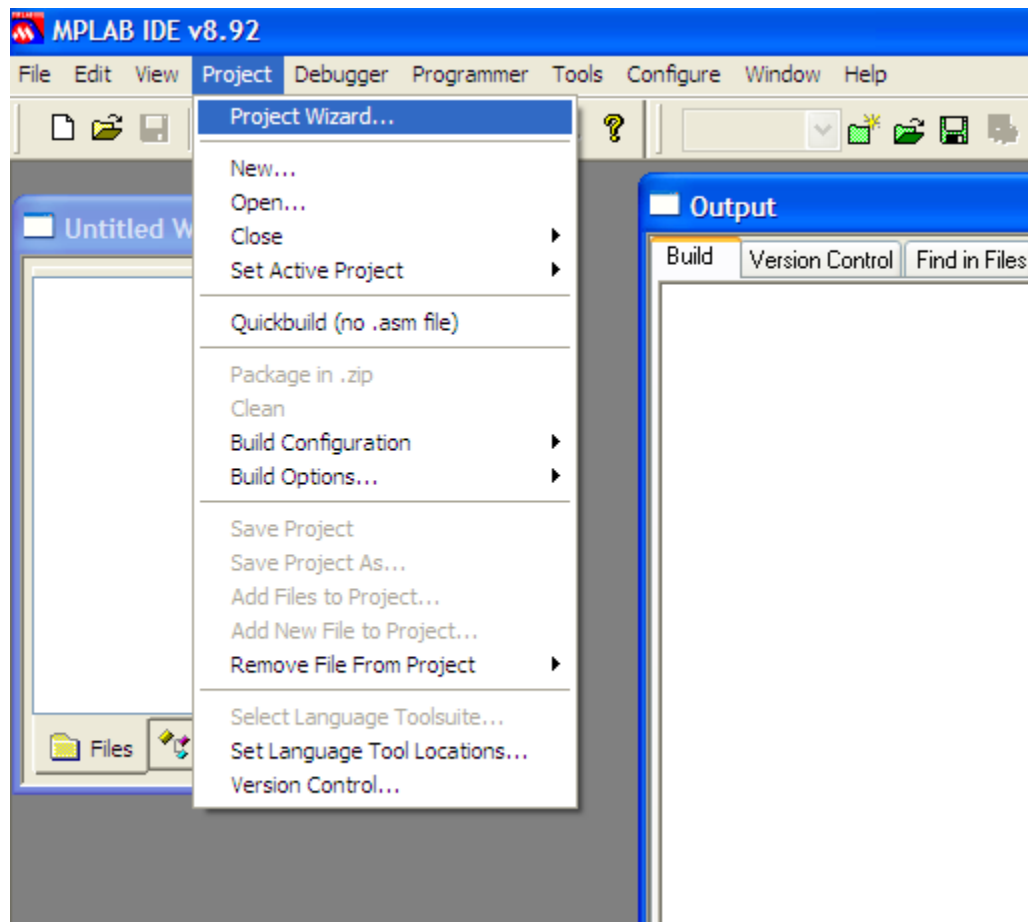 MPLAB IDE v8.92
File Edit View Project Debugger Programmer Tools Configure Window Help
Project Wizard...
New...
Open...
Close
Set Active Project
Quickbuild (no .asm file)
Package in .zip
Clean
Build Configuration
Build Options...
Save Project
Save Project As...
Add Files to Project...
Add New File to Project...
Remove File From Project
Select Language Toolsuite...
Set Language Tool Locations...
Version Control...
Untitled W
Files
Output
Build Version Control Find in Files